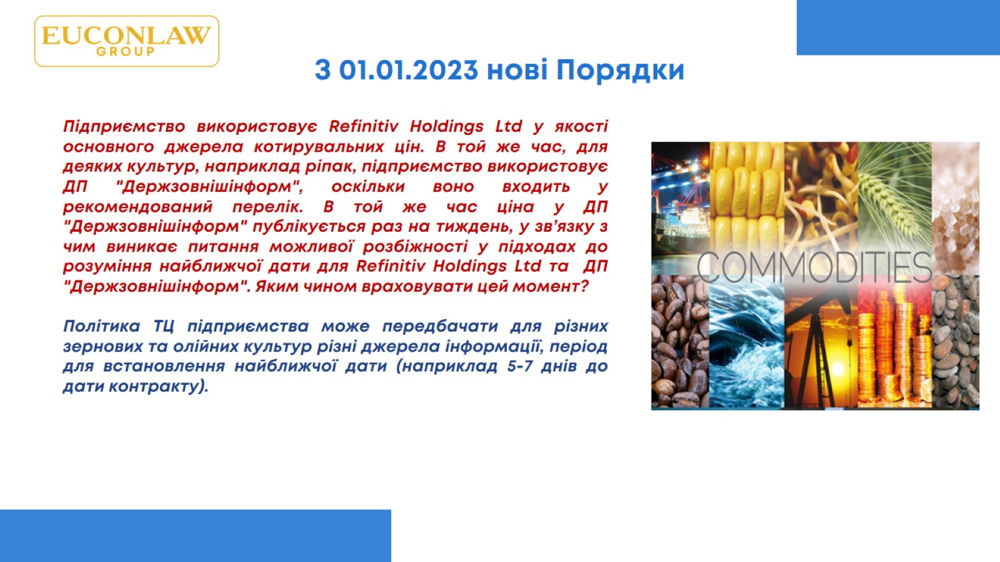 EUCONLAW
GROUP
З 01.01.2023 нові Порядки
Підприємство використовує Refinitiv Holdings Ltd у якості
основного джерела котирувальних цін. В той же час, для
деяких культур, наприклад ріпак, підприємство використовує
ДП "Держзовнішінформ", оскільки воно входить у
рекомендований перелік. В той же час ціна у ДП
"Держзовнішінформ" публікується раз на тиждень, у зв’язку з
чим виникає питання можливої розбіжності у підходах до
розуміння найближчої дати для Refinitiv Holdings Ltd та ДП
"Держзовнішінформ". Яким чином враховувати цей момент?
Політика ТЦ підприємства може передбачати для різних
зернових та олійних культур різні джерела інформації, період
для встановлення найближчої дати (наприклад 5-7 днів до
дати контракту).
COMMODITIES